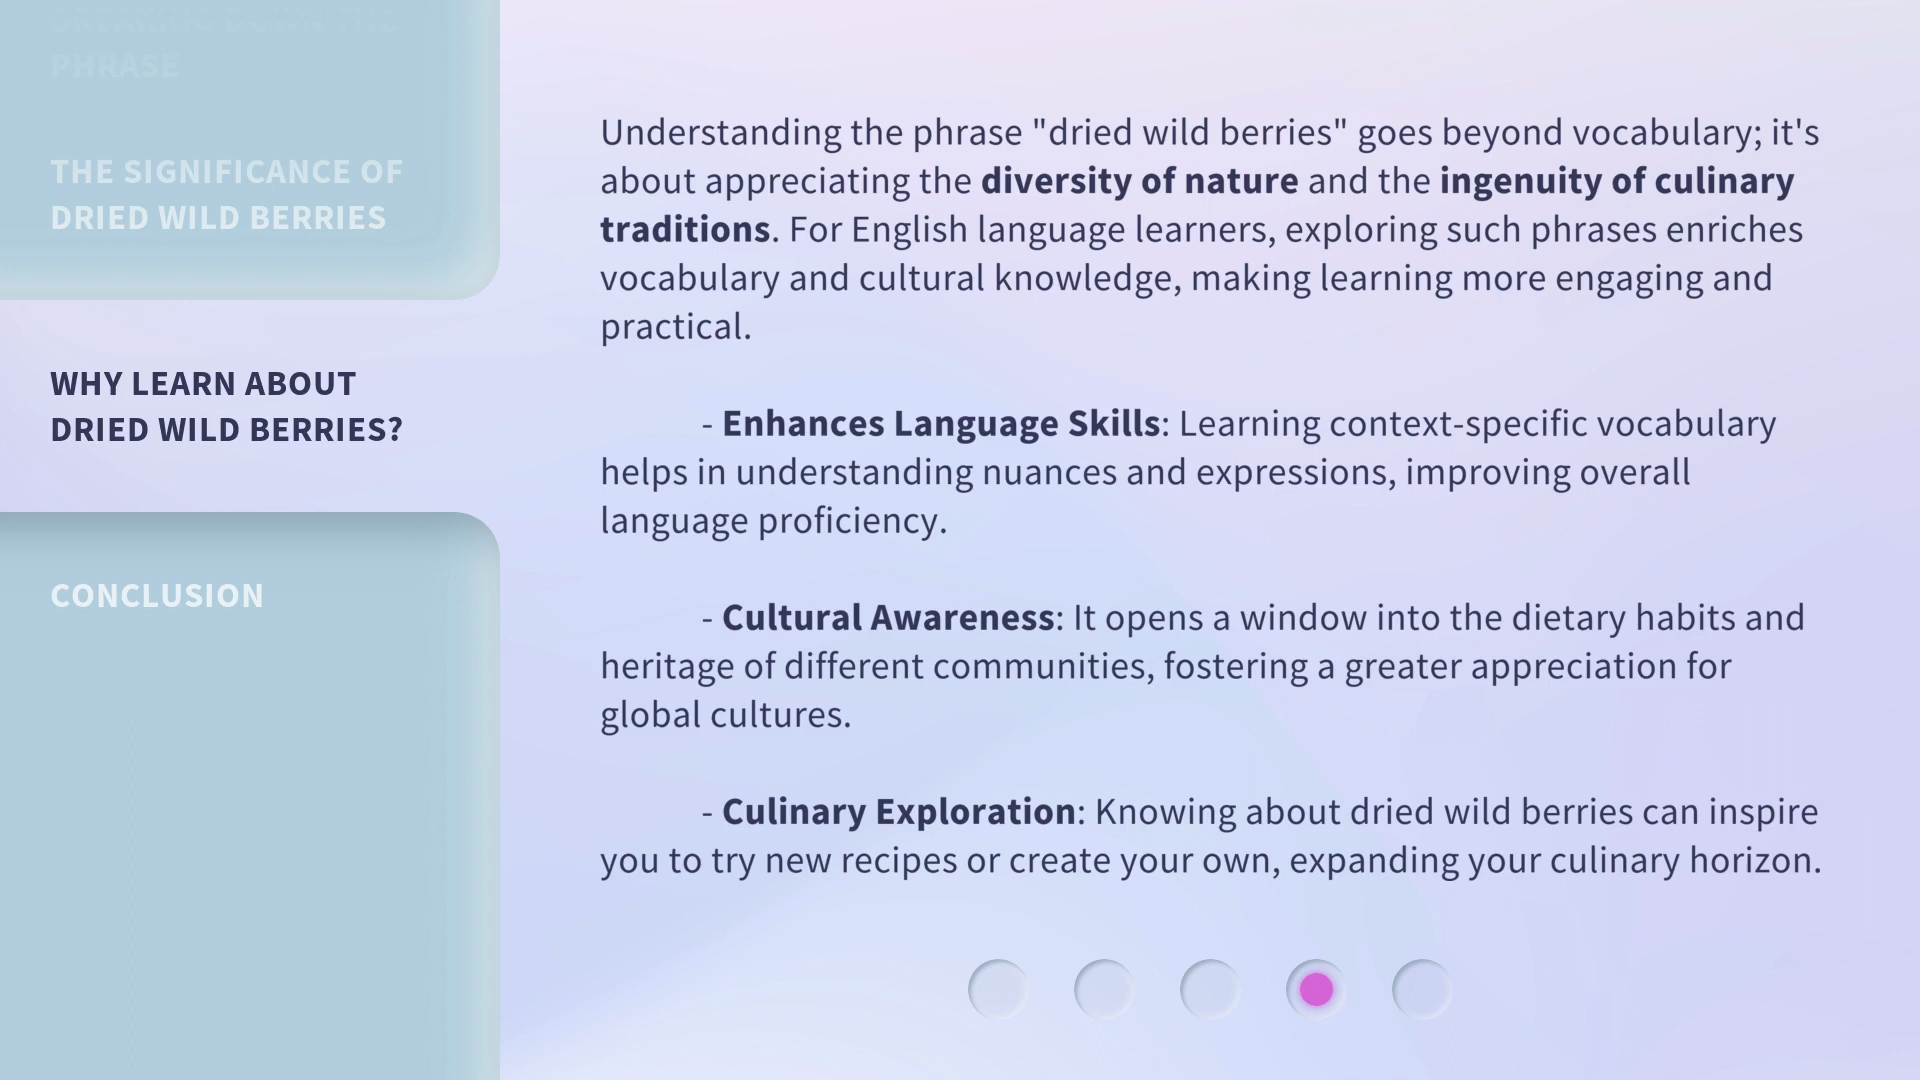 PHRASE
THE SIGNIFICANCE OF
DRIED WILD BERRIES
WHY LEARN ABOUT
DRIED WILD BERRIES?
CONCLUSION
Understanding the phrase "dried wild berries" goes beyond vocabulary; it's
about appreciating the diversity of nature and the ingenuity of culinary
traditions. For English language learners, exploring such phrases enriches
vocabulary and cultural knowledge, making learning more engaging and
practical.
- Enhances Language Skills: Learning context-specific vocabulary
helps in understanding nuances and expressions, improving overall
language proficiency.
- Cultural Awareness: It opens a window into the dietary habits and
heritage of different communities, fostering a greater appreciation for
global cultures.
- Culinary Exploration: Knowing about dried wild berries can inspire
you to try new recipes or create your own, expanding your culinary horizon.